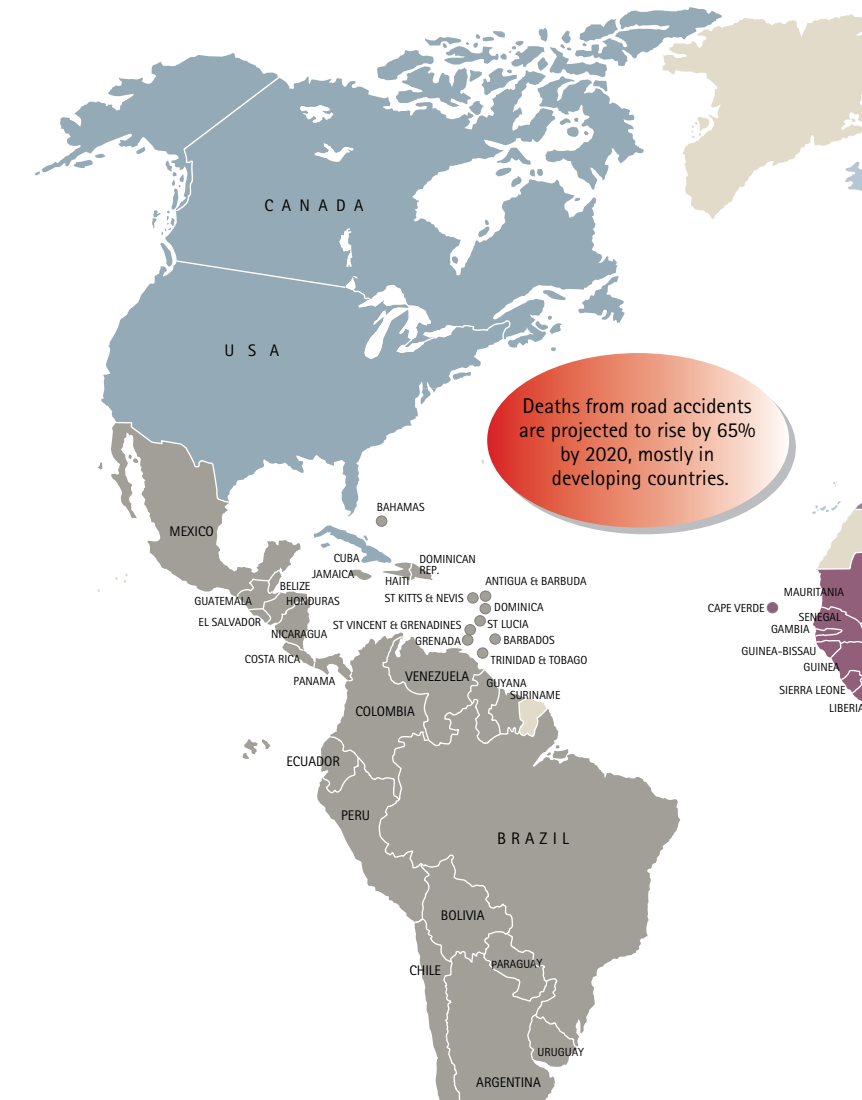 C A N A D A
U S A
Deaths from road accidents
are projected to rise by 65%
by 2020, mostly in
developing countries.
BAHAMAS
MEXICO
CUBA
DOMINICAN
REP.
JAMAICA
HAITI
BELIZE
ANTIGUA & BARBUDA
GUATEMALA
HONDURAS
ST KITTS & NEVIS
DOMINICA
EL SALVADOR
ST VINCENT & GRENADINES
ST LUCIA
NICARAGUA
GRENADA
BARBADOS
COSTA RICA
TRINIDAD & TOBAGO
PANAMA
VENEZUELA
GUYANA
SURINAME
COLOMBIA
MAURITANIA
CAPE VERDE
SENEGAL
GAMBIA
GUINEA-BISSAU
GUINEA
SIERRA LEONE
LIBERIA
ECUADOR
PERU
B R A Z I L
BOLIVIA
CHILE
PARAGUAY
URUGUAY
ARGENTINA